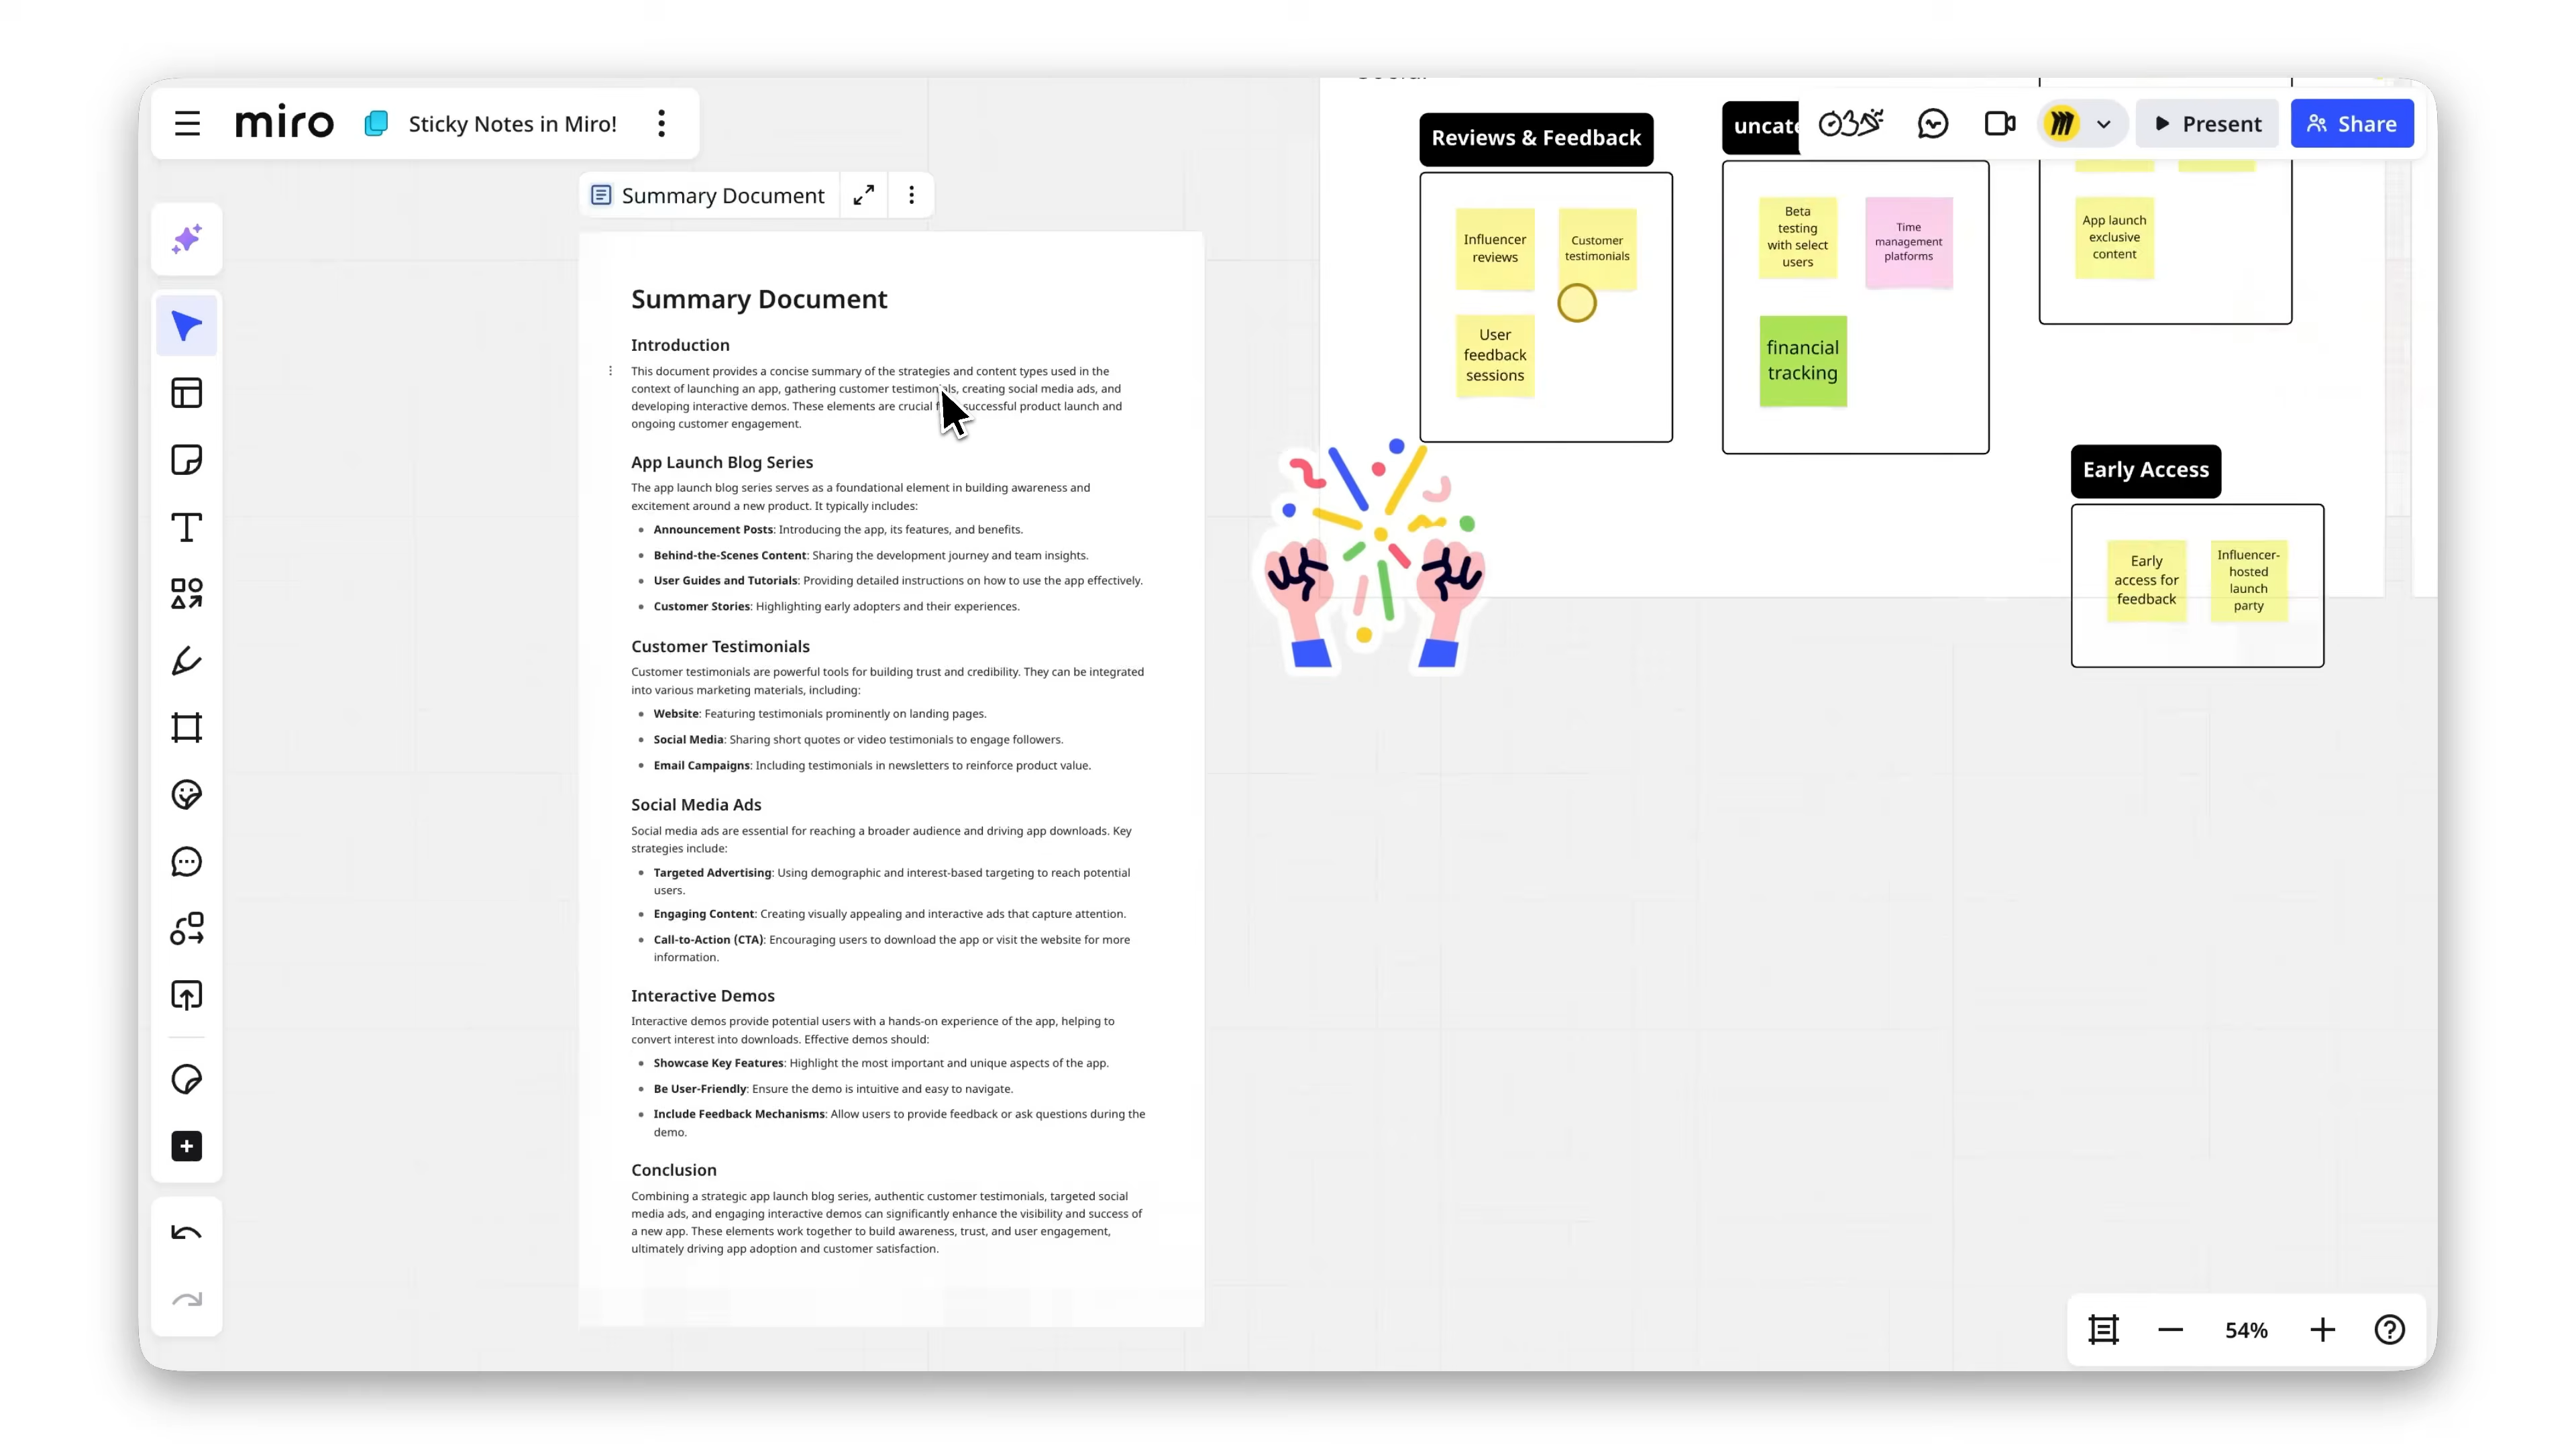 miro
Sticky Notes in Miro!
Present
Share
Summary Document
Summary Document
Introduction
This document provides a concise summary of the strategies and content types used in the
context of launching an app, gathering customer testimonials, creating social media ads, and
developing interactive demos. These elements are crucial successful product launch and
ongoing customer engagement.
App Launch Blog Series
The app launch blog series serves as a foundational element in building awareness and
excitement around a new product. It typically includes:
• Announcement Posts: Introducing the app, its features, and benefits.
• Behind-the-Scenes Content: Sharing the development journey and team insights.
• User Guides and Tutorials: Providing detailed instructions on how to use the app effectively.
• Customer Stories: Highlighting early adopters and their experiences.
Customer Testimonials
Customer testimonials are powerful tools for building trust and credibility. They can be integrated
into various marketing materials, including:
• Website: Featuring testimonials prominently on landing pages.
• Social Media: Sharing short quotes or video testimonials to engage followers.
• Email Campaigns: Including testimonials in newsletters to reinforce product value.
Social Media Ads
Social media ads are essential for reaching a broader audience and driving app downloads. Key
strategies include:
• Targeted Advertising: Using demographic and interest-based targeting to reach potential
users.
• Engaging Content: Creating visually appealing and interactive ads that capture attention.
• Call-to-Action (CTA): Encouraging users to download the app or visit the website for more
information.
Interactive Demos
Interactive demos provide potential users with a hands-on experience of the app, helping to
convert interest into downloads. Effective demos should:
• Showcase Key Features: Highlight the most important and unique aspects of the app.
• Be User-Friendly: Ensure the demo is intuitive and easy to navigate.
• Include Feedback Mechanisms: Allow users to provide feedback or ask questions during the
demo.
Conclusion
Combining a strategic app launch blog series, authentic customer testimonials, targeted social
media ads, and engaging interactive demos can significantly enhance the visibility and success of
a new app. These elements work together to build awareness, trust, and user engagement,
ultimately driving app adoption and customer satisfaction.
Reviews & Feedback
Influencer
reviews
Customer
testimonials
User
feedback
sessions
uncate
Beta
testing
with select
users
Time
management
platforms
financial
tracking
App launch
exclusive
content
Early Access
Early
access for
feedback
Influencer-
hosted
launch
party
54%